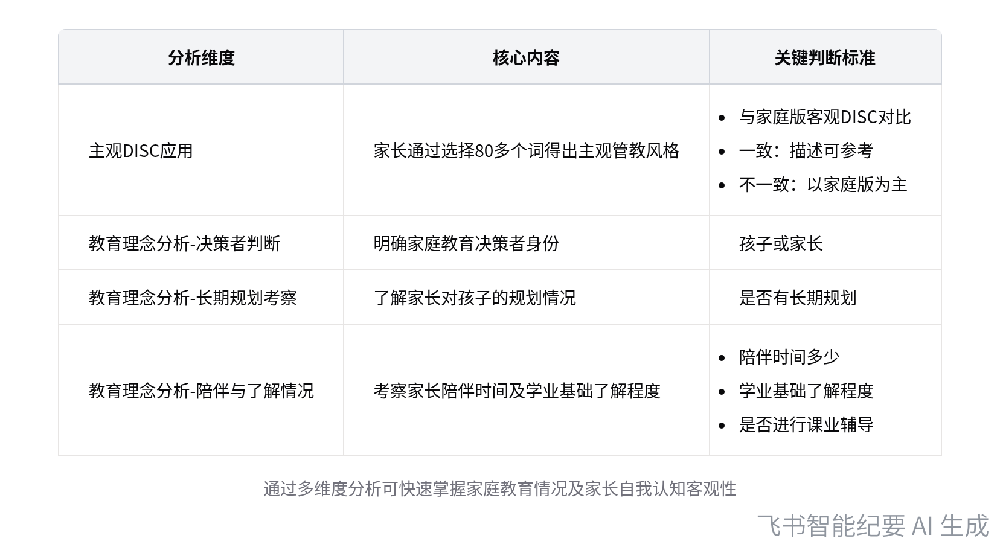 分析维度 核心内容 关键判断标准
主观DISC应用 家长通过选择80多个词得出主观管教风格
与家庭版客观DISC对比
一致：描述可参考
不一致：以家庭版为主
教育理念分析-决策者判断 明确家庭教育决策者身份 孩子或家长
教育理念分析-长期规划考察 了解家长对孩子的规划情况 是否有长期规划
教育理念分析-陪伴与了解情况 考察家长陪伴时间及学业基础了解程度
陪伴时间多少
学业基础了解程度
是否进行课业辅导
通过多维度分析可快速掌握家庭教育情况及家长自我认知客观性
飞书智能纪要 AI 生成